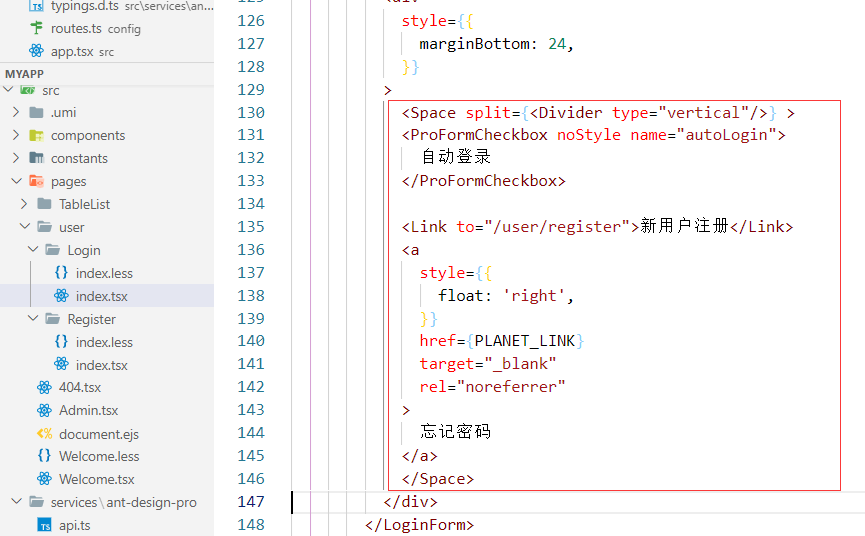 typings.d.ts src\services\an...
routes.ts config
app.tsx src
MYAPP
src
.umi
components
constants
pages
TableList
user
Login
index.less
index.tsx
Register
index.less
index.tsx
404.tsx
Admin.tsx
document.ejs
Welcome.less
Welcome.tsx
services\ant-design-pro
api.ts
126 style={{
127 marginBottom: 24,
128 }}
129 >
130 <Space split={<Divider type="vertical"/>} >
131 <ProFormCheckbox noStyle name="autoLogin">
132 自动登录
133 </ProFormCheckbox>
134
135 <Link to="/user/register">新用户注册</Link>
136 <a
137 style={{
138 float: 'right',
139 }}
140 href={PLANET_LINK}
141 target="_blank"
142 rel="noreferrer"
143 >
144 忘记密码
145 </a>
146 </Space>
147 </div>
148 </LoginForm>